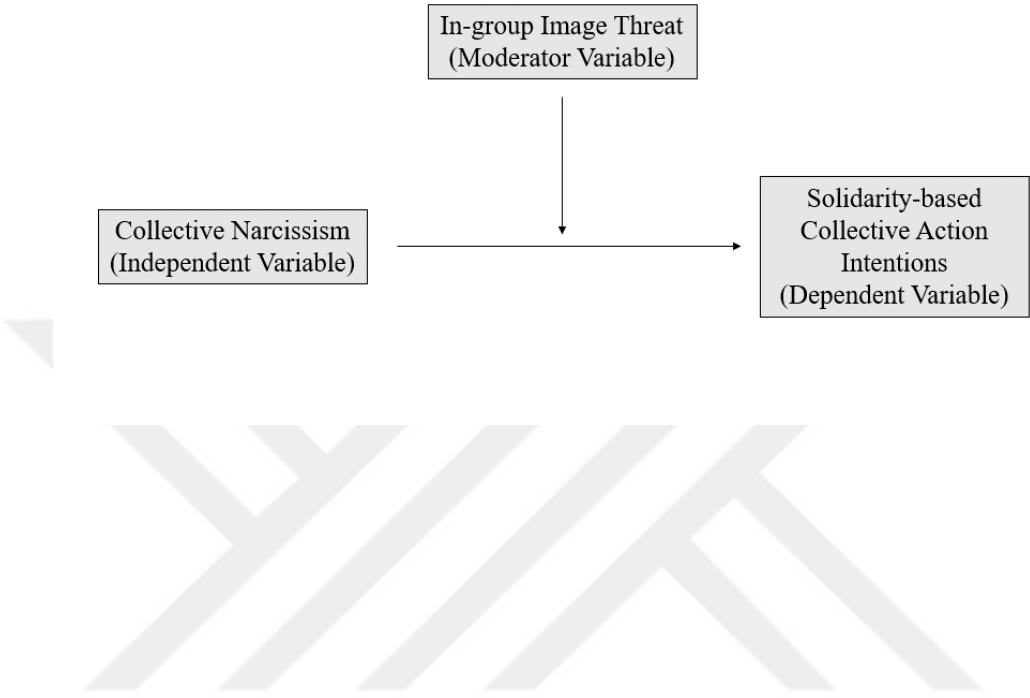 In-group Image Threat
(Moderator Variable)
Collective Narcissism
(Independent Variable)
Solidarity-based
Collective Action
Intentions
(Dependent Variable)